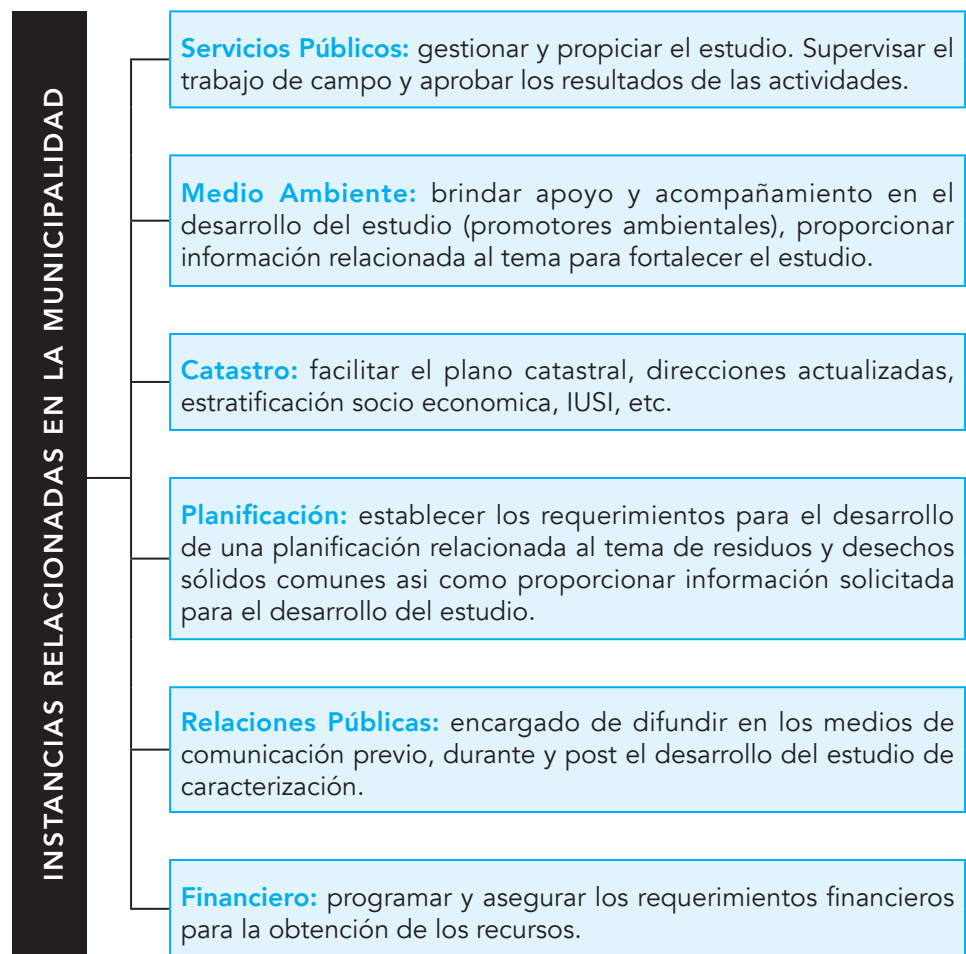 INSTANCIAS RELACIONADAS EN LA MUNICIPALIDAD
Servicios Públicos: gestionar y propiciar el estudio. Supervisar el
trabajo de campo y aprobar los resultados de las actividades.
Medio Ambiente: brindar apoyo y acompañamiento en el
desarrollo del estudio (promotores ambientales), proporcionar
información relacionada al tema para fortalecer el estudio.
Catastro: facilitar el plano catastral, direcciones actualizadas,
estratificación socio economica, IUSI, etc.
Planificación: establecer los requerimientos para el desarrollo
de una planificación relacionada al tema de residuos y desechos
sólidos comunes asi como proporcionar información solicitada
para el desarrollo del estudio.
Relaciones Públicas: encargado de difundir en los medios de
comunicación previo, durante y post el desarrollo del estudio de
caracterización.
Financiero: programar y asegurar los requerimientos financieros
para la obtención de los recursos.